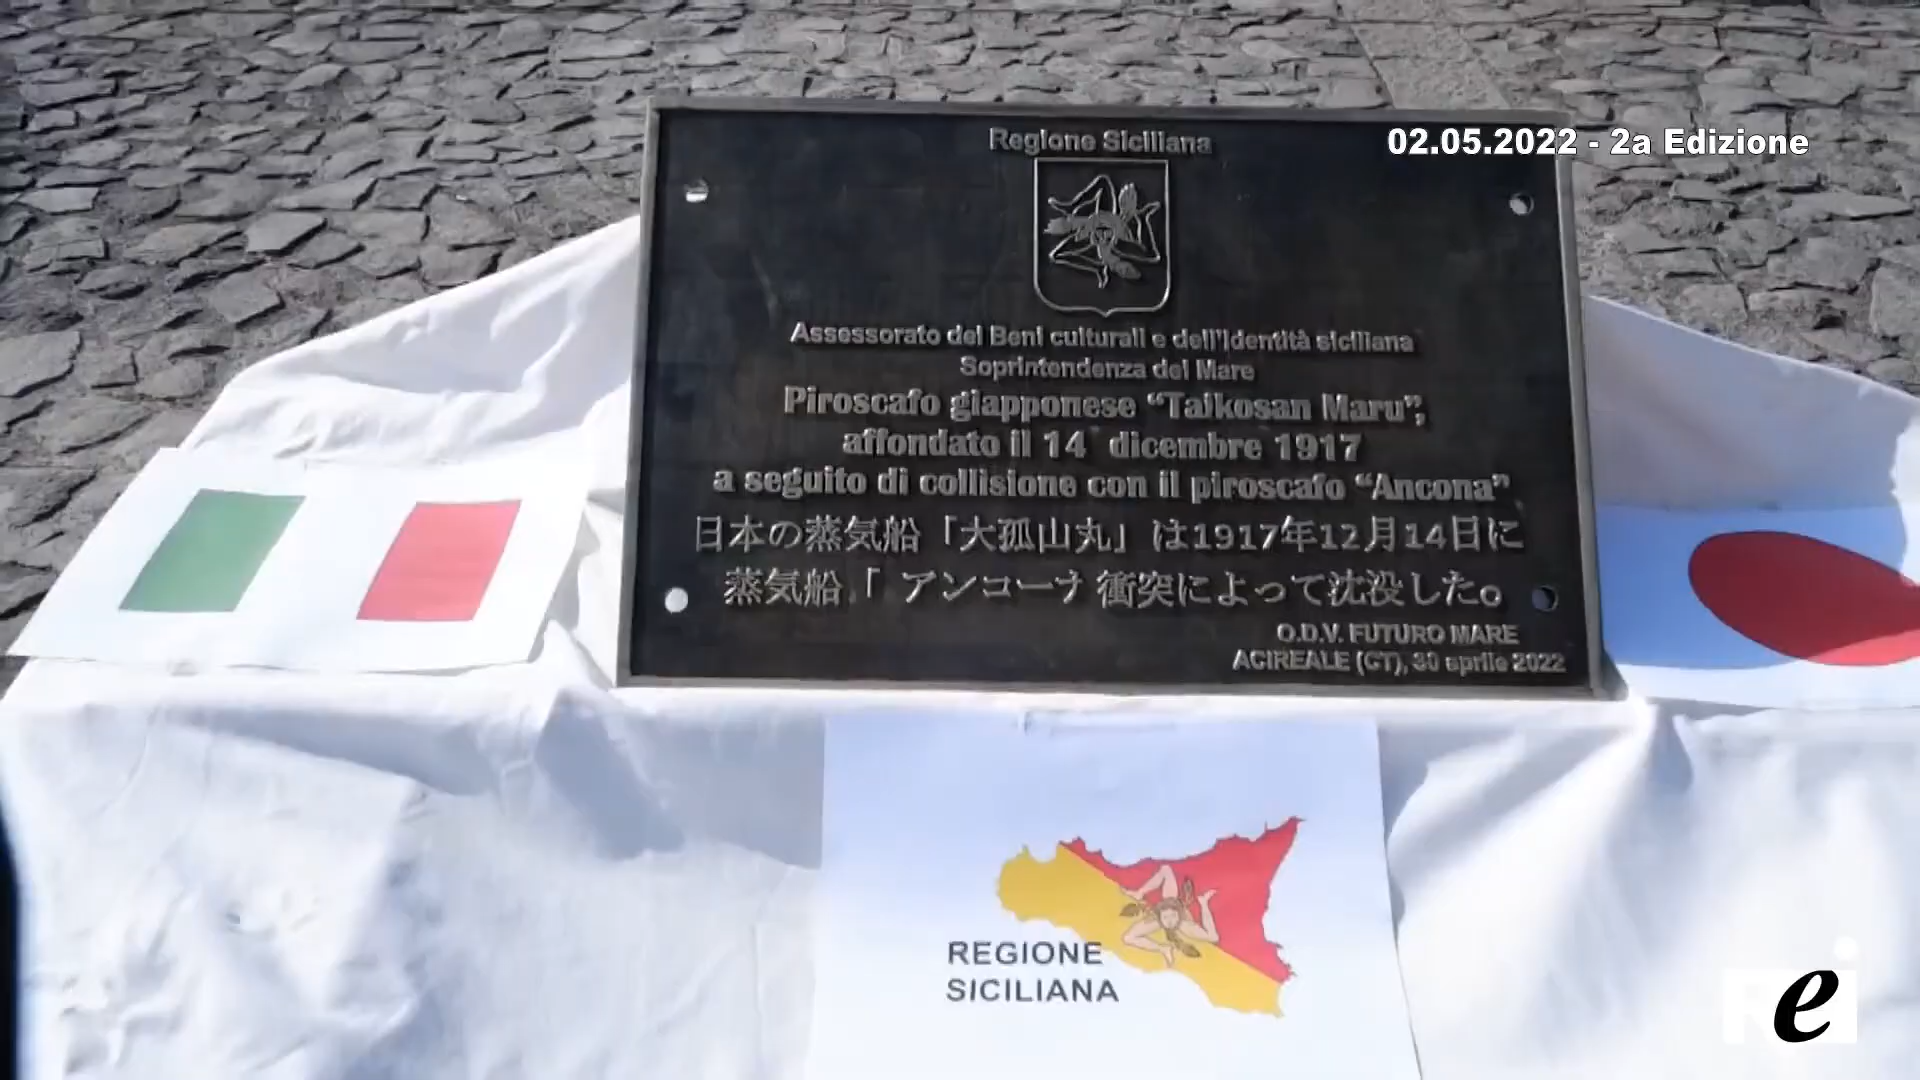 02.05.2022 - 2a Edizione
Regione Siciliana
Assessorato dei Beni culturali e dell'Identità siciliana
Soprintendenza del Mare
Piroscafo giapponese “Taikosan Maru”,
affondato il 14 dicembre 1917
a seguito di collisione con il piroscafo “Ancona”
日本の蒸気船「大孤山丸」は1917年12月14日に
蒸気船「 アンコーナ 衝突によって沈没した。
O.D.V. FUTURO MARE
ACIREALE (CT), 30 aprile 2022
REGIONE
SICILIANA